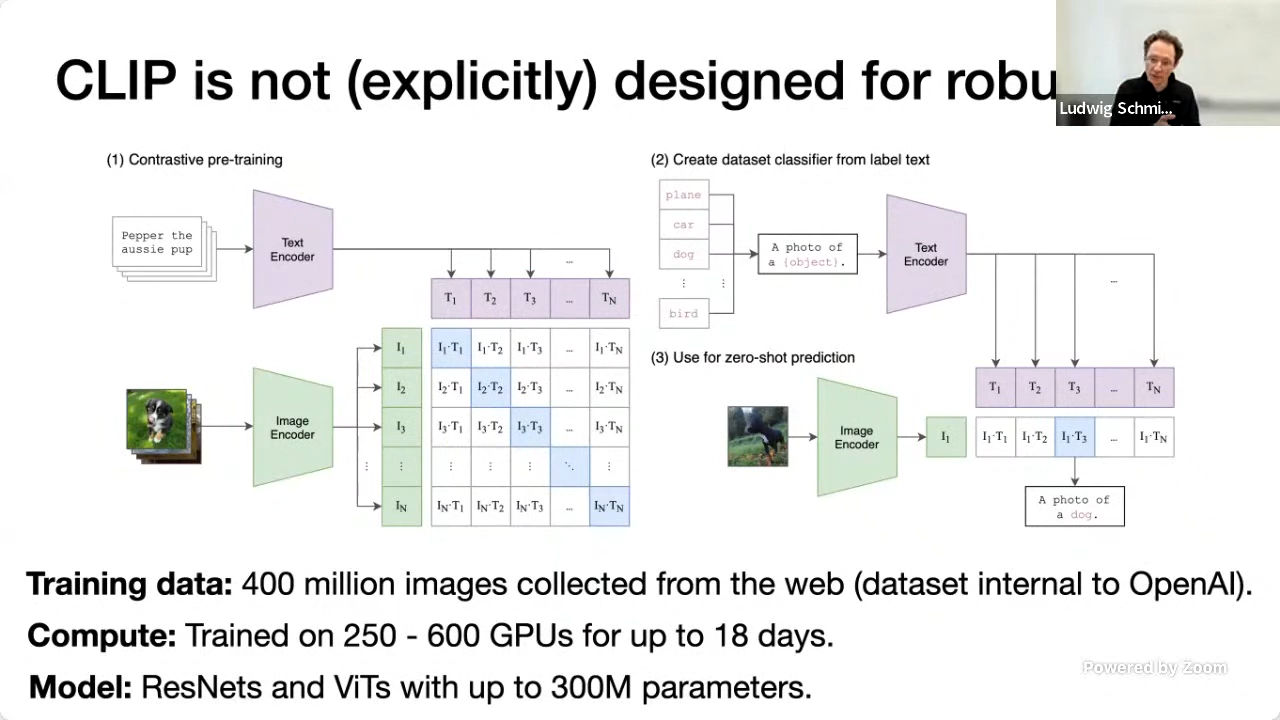 CLIP is not (explicitly) designed for robu
Ludwig Schmi...
(1) Contrastive pre-training
Pepper the
aussie pup
Text
Encoder
...
T1 T2 T3 ... TN
I1 I1·T1 I1·T2 I1·T3 ... I1·TN
I2 I2·T1 I2·T2 I2·T3 ... I2·TN
I3 I3·T1 I3·T2 I3·T3 ... I3·TN
⋮ ⋮ ⋮ ⋮ ⋮ ⋱ ⋮
IN IN·T1 IN·T2 IN·T3 ... IN·TN
Image
Encoder
(2) Create dataset classifier from label text
plane
car
dog
⋮ ⋮
bird
A photo of
a {object}.
Text
Encoder
...
(3) Use for zero-shot prediction
Image
Encoder
T1 T2 T3 ... TN
I1 I1·T1 I1·T2 I1·T3 ... I1·TN
A photo of
a dog.
Training data: 400 million images collected from the web (dataset internal to OpenAI).
Compute: Trained on 250 - 600 GPUs for up to 18 days.
Model: ResNets and ViTs with up to 300M parameters.
Powered by Zoom